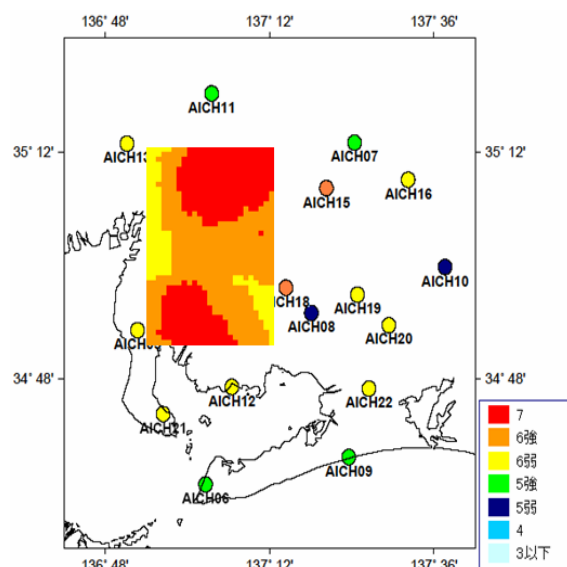 136° 48'
137° 12'
137° 36'
AICH11
35° 12'
35° 12'
AICH13
AICH07
AICH16
AICH15
AICH10
ICH18
AICH19
AICH08
AICH20
34° 48'
34° 48'
AICH12
AICH22
AICH21
AICH09
AICH06
7
6強
6弱
5強
5弱
4
3以下
136° 48'
137° 12'
137° 36'